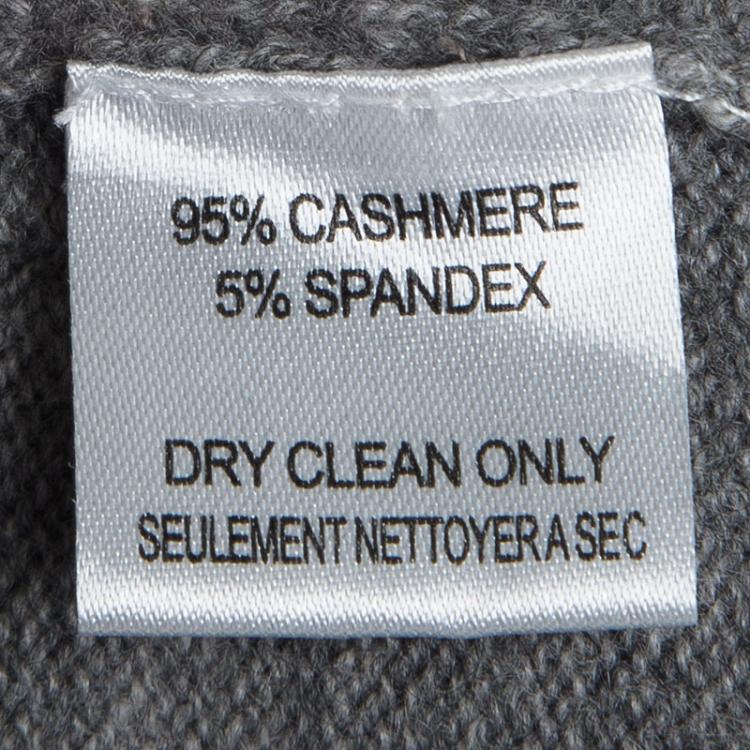 95% CASHMERE
5% SPANDEX
DRY CLEAN ONLY
SEULEMENT NETTOYER A SEC